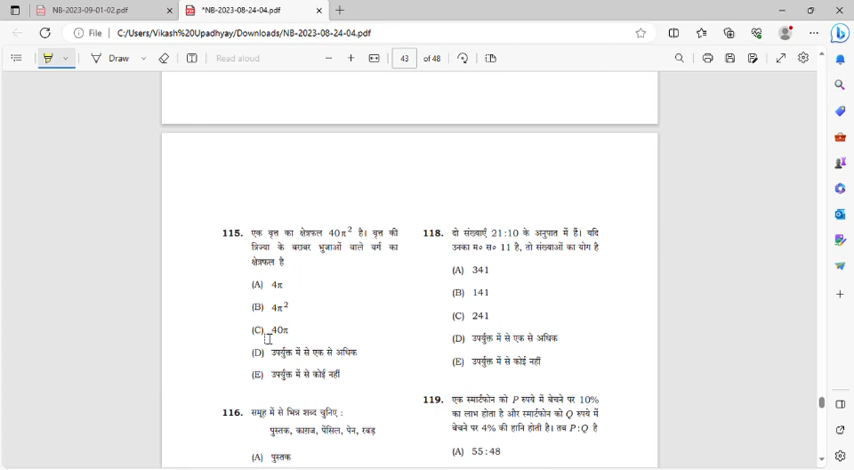 NB-2023-09-01-02.pdf
*NB-2023-08-24-04.pdf
File C:/Users/Vikash%20Upadhyay/Downloads/NB-2023-08-24-04.pdf
Draw Read aloud 43 of 48
115. एक वृत्त का क्षेत्रफल 40π² है। वृत्त की
त्रिज्या के बराबर भुजाओं वाले वर्ग का
क्षेत्रफल है
(A) 4π
(B) 4π²
(C) 40π
(D) उपर्युक्त में से एक से अधिक
(E) उपर्युक्त में से कोई नहीं
116. समूह में से भिन्न शब्द चुनिए :
पुस्तक, काग़ज, पेंसिल, पेन, रबड़
(A) पुस्तक
118. दो संख्याएँ 21:10 के अनुपात में हैं। यदि
उनका म० स० 11 है, तो संख्याओं का योग है
(A) 341
(B) 141
(C) 241
(D) उपर्युक्त में से एक से अधिक
(E) उपर्युक्त में से कोई नहीं
119. एक स्मार्टफोन को P रुपये में बेचने पर 10%
का लाभ होता है और स्मार्टफोन को Q रुपये में
बेचने पर 4% की हानि होती है। तब P:Q है
(A) 55:48